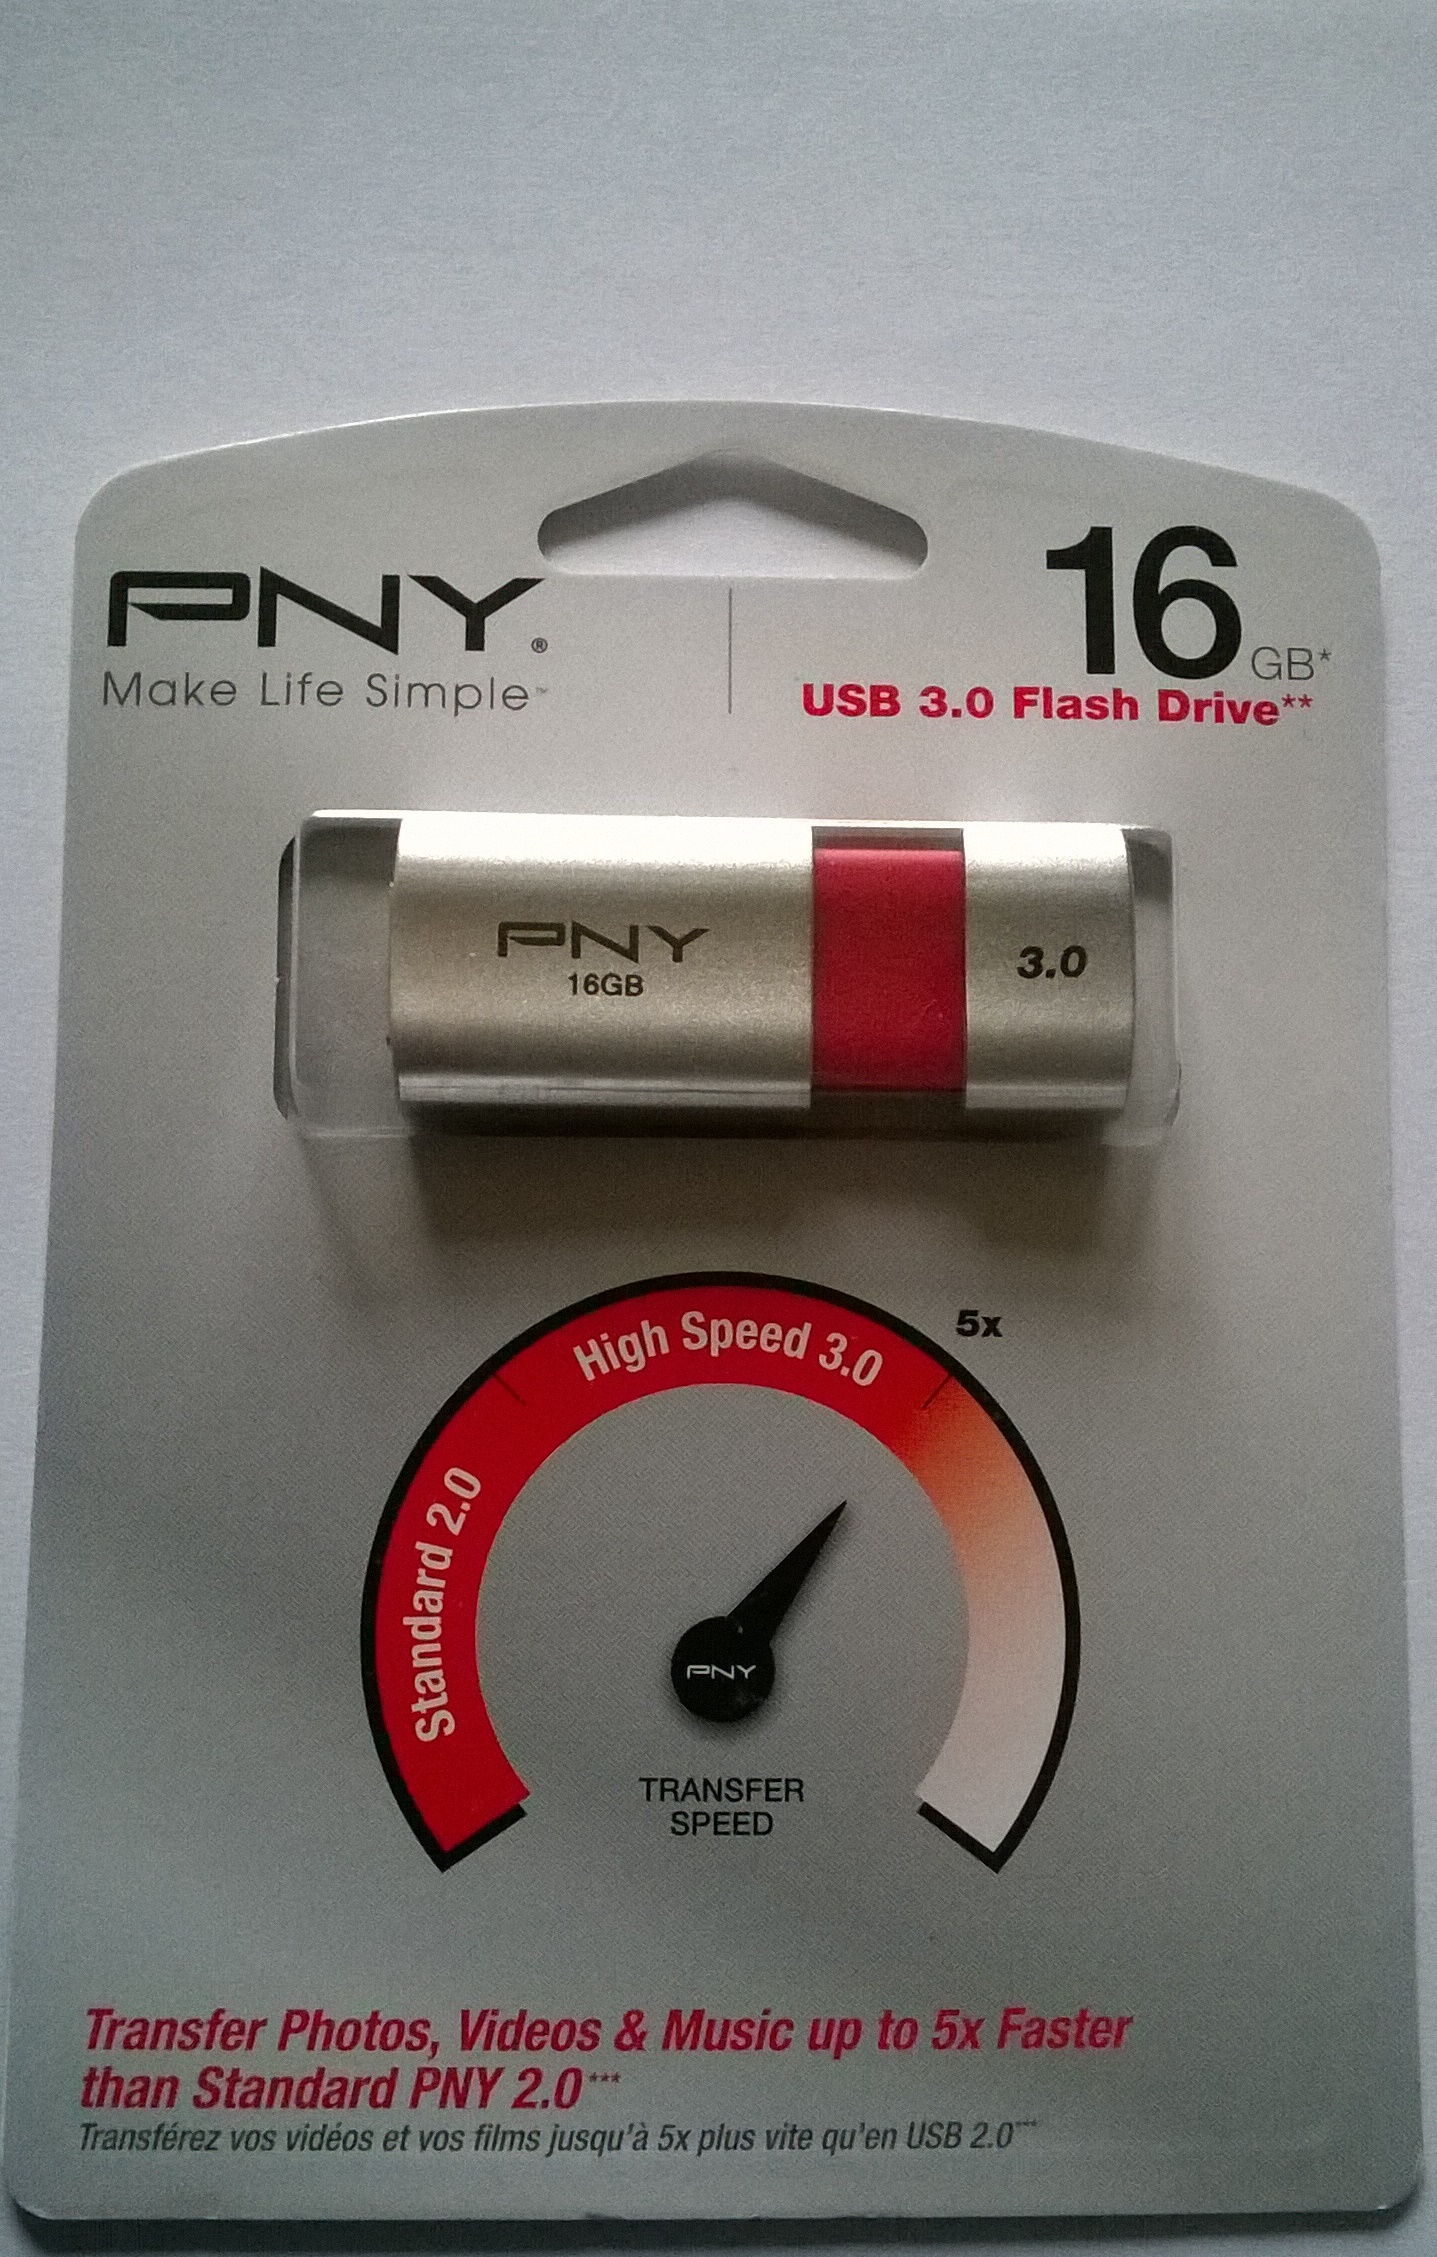 PNY®
Make Life Simple™
16 GB*
USB 3.0 Flash Drive**
PNY
16GB
3.0
5x
High Speed 3.0
Standard 2.0
PNY
TRANSFER
SPEED
Transfer Photos, Videos & Music up to 5x Faster
than Standard PNY 2.0***
Transférez vos vidéos et vos films jusqu'à 5x plus vite qu'en USB 2.0***